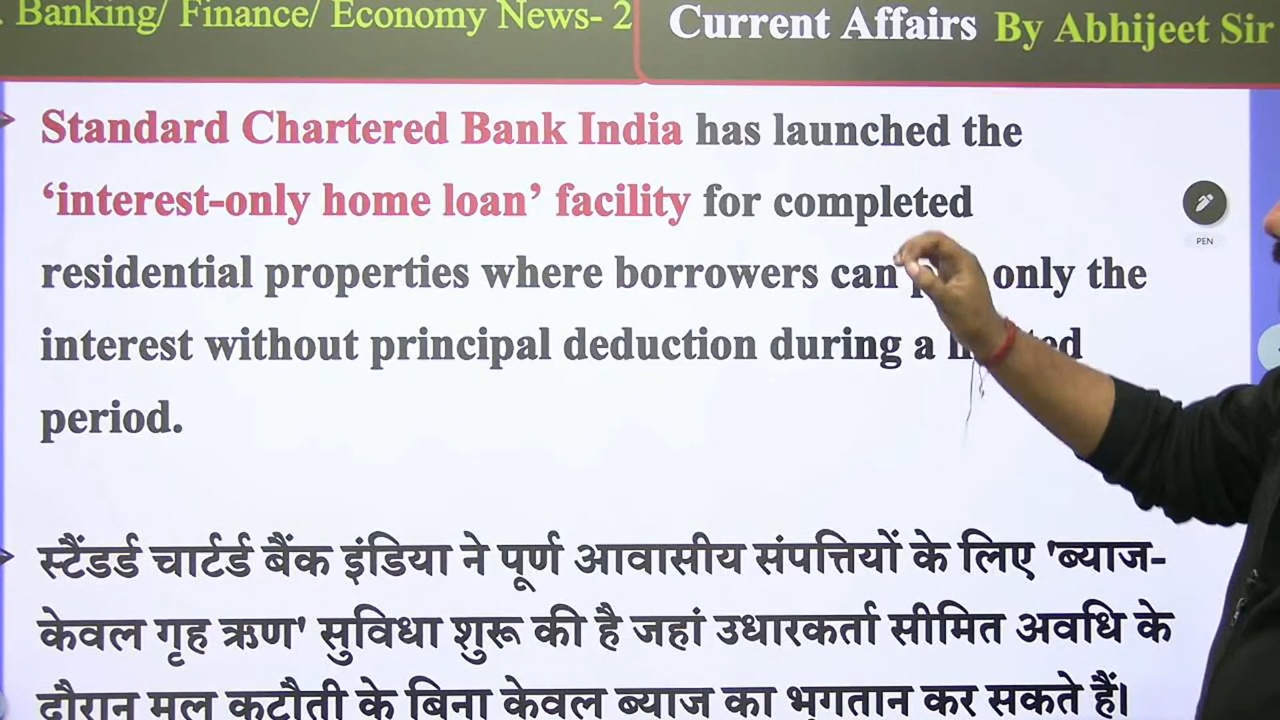 . Banking/ Finance/ Economy News- 2
Current Affairs By Abhijeet Sir
Standard Chartered Bank India has launched the
‘interest-only home loan’ facility for completed
residential properties where borrowers can only the
interest without principal deduction during a
period.
PEN
स्टैंडर्ड चार्टर्ड बैंक इंडिया ने पूर्ण आवासीय संपत्तियों के लिए 'ब्याज-
केवल गृह ऋण' सुविधा शुरू की है जहां उधारकर्ता सीमित अवधि के
दौरान मूल कटौती के बिना केवल ब्याज का भुगतान कर सकते हैं।